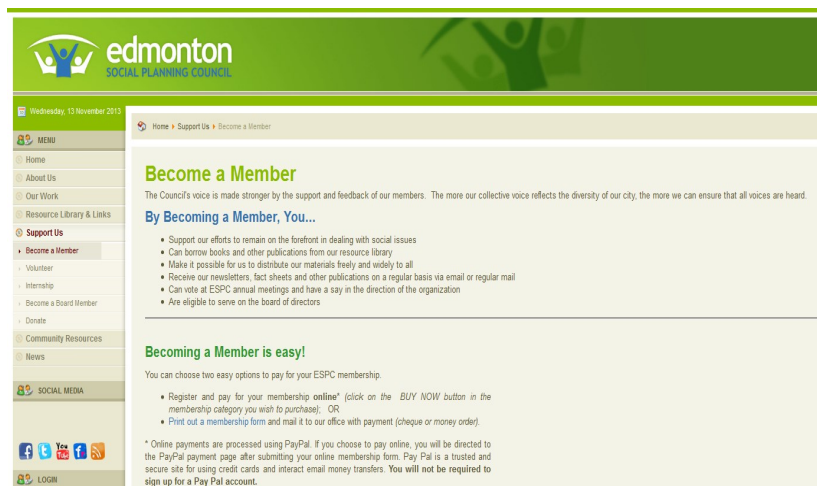 edmonton
SOCIAL PLANNING COUNCIL
Wednesday, 13 November 2013
MENU
Home
About Us
Our Work
Resource Library & Links
Support Us
Become a Member
Volunteer
Internship
Become a Board Member
Donate
Community Resources
News
SOCIAL MEDIA
You Tube
LOGIN
Home Support Us Become a Member
Become a Member
The Council's voice is made stronger by the support and feedback of our members. The more our collective voice reflects the diversity of our city, the more we can ensure that all voices are heard.
By Becoming a Member, You...
• Support our efforts to remain on the forefront in dealing with social issues
• Can borrow books and other publications from our resource library
• Make it possible for us to distribute our materials freely and widely to all
• Receive our newsletters, fact sheets and other publications on a regular basis via email or regular mail
• Can vote at ESPC annual meetings and have a say in the direction of the organization
• Are eligible to serve on the board of directors
Becoming a Member is easy!
You can choose two easy options to pay for your ESPC membership.
• Register and pay for your membership online* (click on the BUY NOW button in the
membership category you wish to purchase); OR
• Print out a membership form and mail it to our office with payment (cheque or money order).
* Online payments are processed using PayPal. If you choose to pay online, you will be directed to
the PayPal payment page after submitting your online membership form. Pay Pal is a trusted and
secure site for using credit cards and interact email money transfers. You will not be required to
sign up for a Pay Pal account.